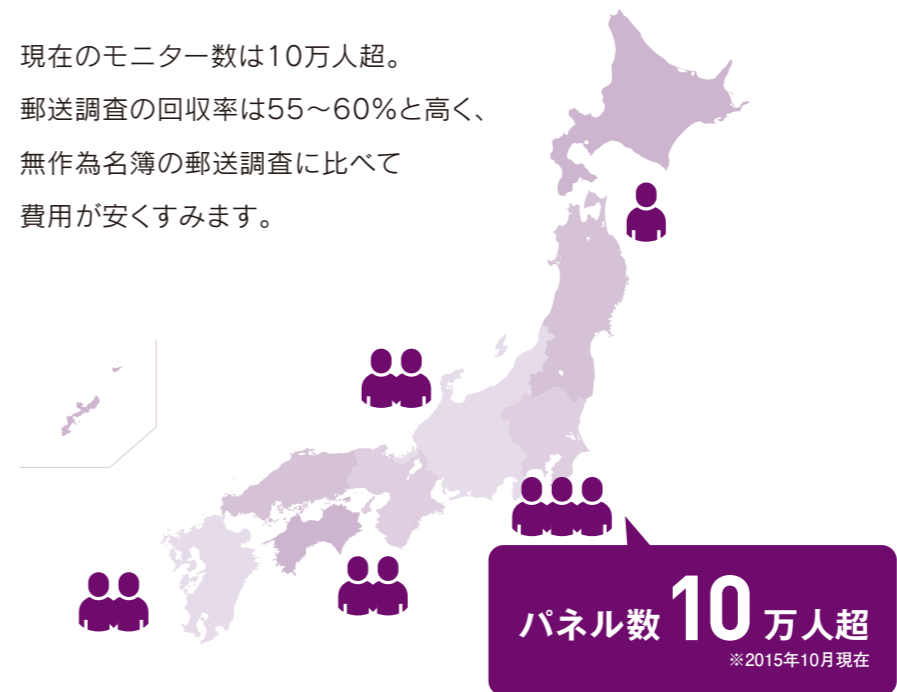 現在のモニター数は10万人超。
郵送調査の回収率は55～60%と高く、
無作為名簿の郵送調査に比べて
費用が安くすみます。
パネル数 10 万人超
※2015年10月現在